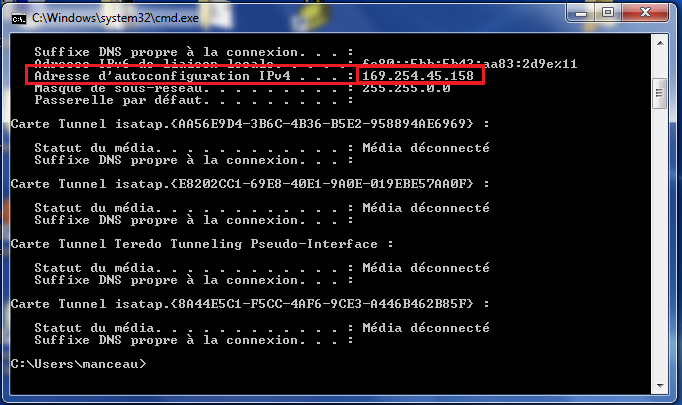 C:\Windows\system32\cmd.exe
Suffixe DNS propre à la connexion. . . :
Adresse IPv6 de liaison locale. . . . .: fe80::5bb:5b43:aa83:2d9e%11
Adresse d'autoconfiguration IPv4 . . . : 169.254.45.158
Masque de sous-réseau. . . . . . . . . : 255.255.0.0
Passerelle par défaut. . . . . . . . . :
Carte Tunnel isatap.{AA56E9D4-3B6C-4B36-B5E2-958894AE6969} :
Statut du média. . . . . . . . . . . . : Média déconnecté
Suffixe DNS propre à la connexion. . . :
Carte Tunnel isatap.{E8202CC1-69E8-40E1-9A0E-019EBE57AA0F} :
Statut du média. . . . . . . . . . . . : Média déconnecté
Suffixe DNS propre à la connexion. . . :
Carte Tunnel Teredo Tunneling Pseudo-Interface :
Statut du média. . . . . . . . . . . . : Média déconnecté
Suffixe DNS propre à la connexion. . . :
Carte Tunnel isatap.{8A44E5C1-F5CC-4AF6-9CE3-A446B462B85F} :
Statut du média. . . . . . . . . . . . : Média déconnecté
Suffixe DNS propre à la connexion. . . :
C:\Users\manceau>